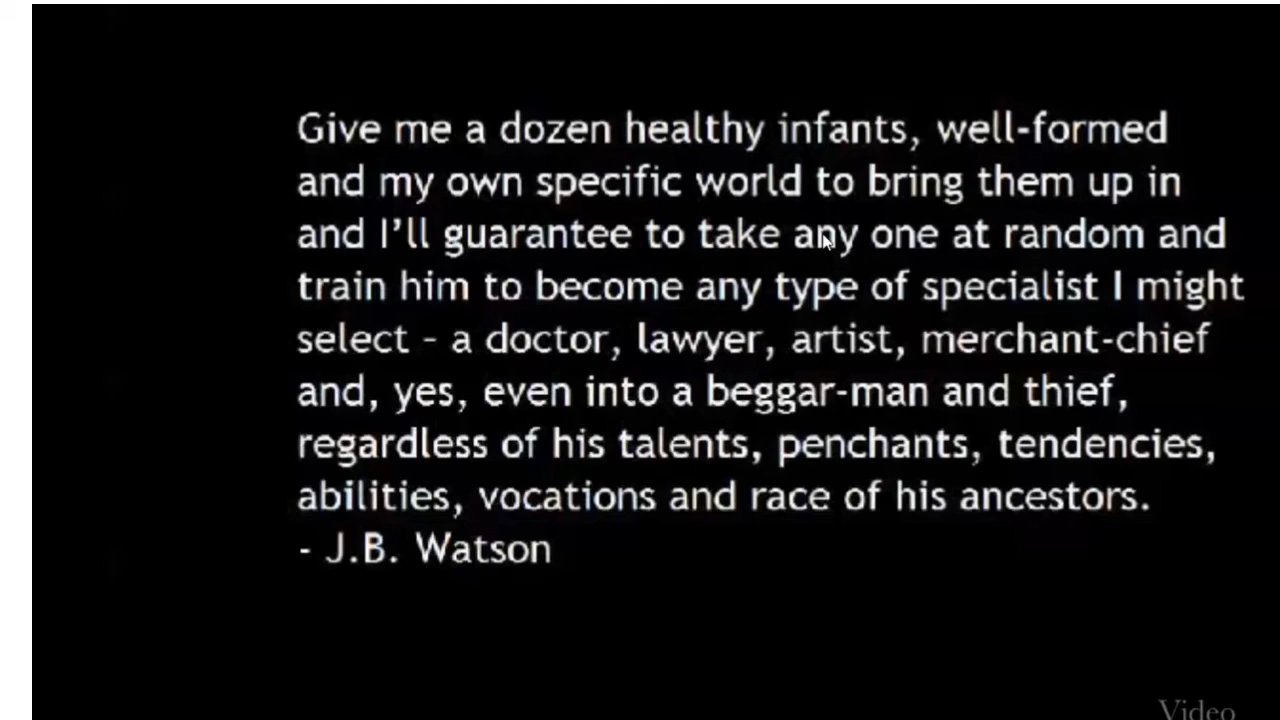 Give me a dozen healthy infants, well-formed
and my own specific world to bring them up in
and I’ll guarantee to take any one at random and
train him to become any type of specialist I might
select – a doctor, lawyer, artist, merchant-chief
and, yes, even into a beggar-man and thief,
regardless of his talents, penchants, tendencies,
abilities, vocations and race of his ancestors.
- J.B. Watson
Video